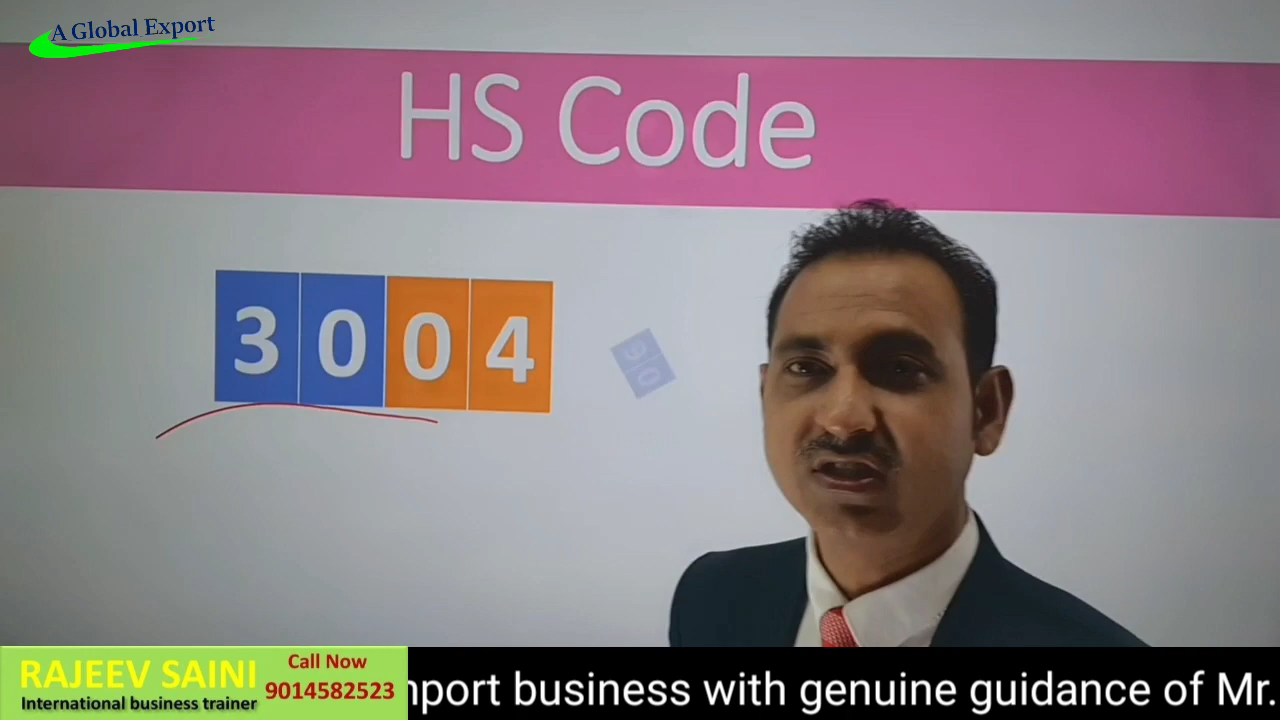 A Global Export
HS Code
3004
90
RAJEEV SAINI
International business trainer
Call Now
9014582523
nport business with genuine guidance of Mr.